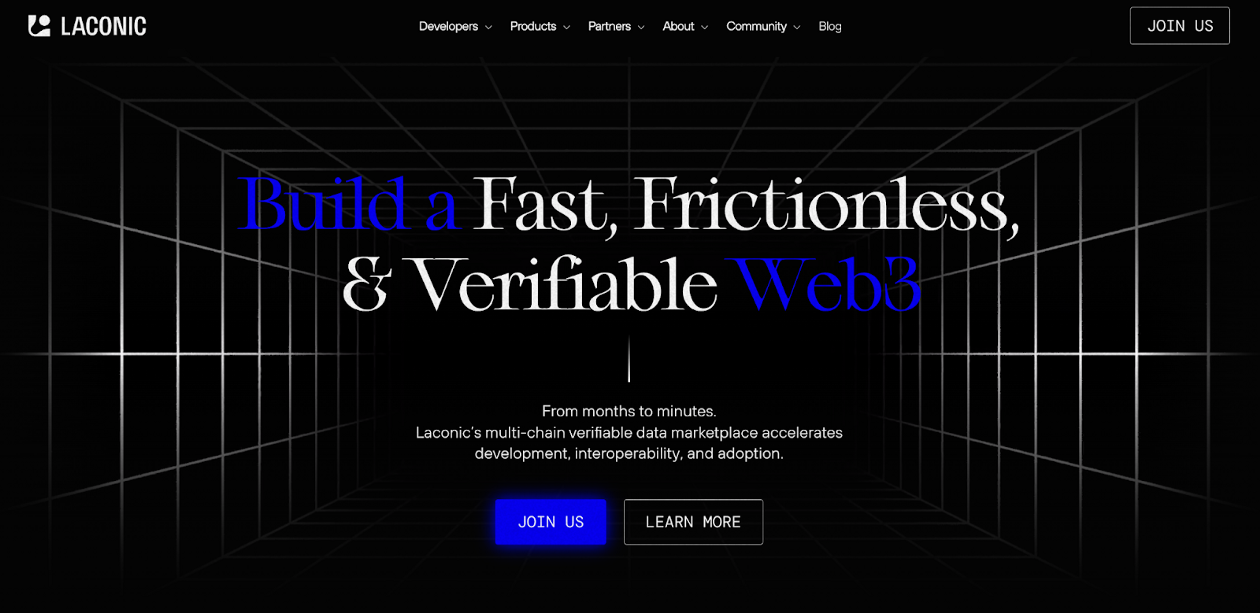 LACONIC
Developers Products Partners About Community Blog
JOIN US
Build a Fast, Frictionless,
& Verifiable Web3
From months to minutes.
Laconic's multi-chain verifiable data marketplace accelerates
development, interoperability, and adoption.
JOIN US
LEARN MORE